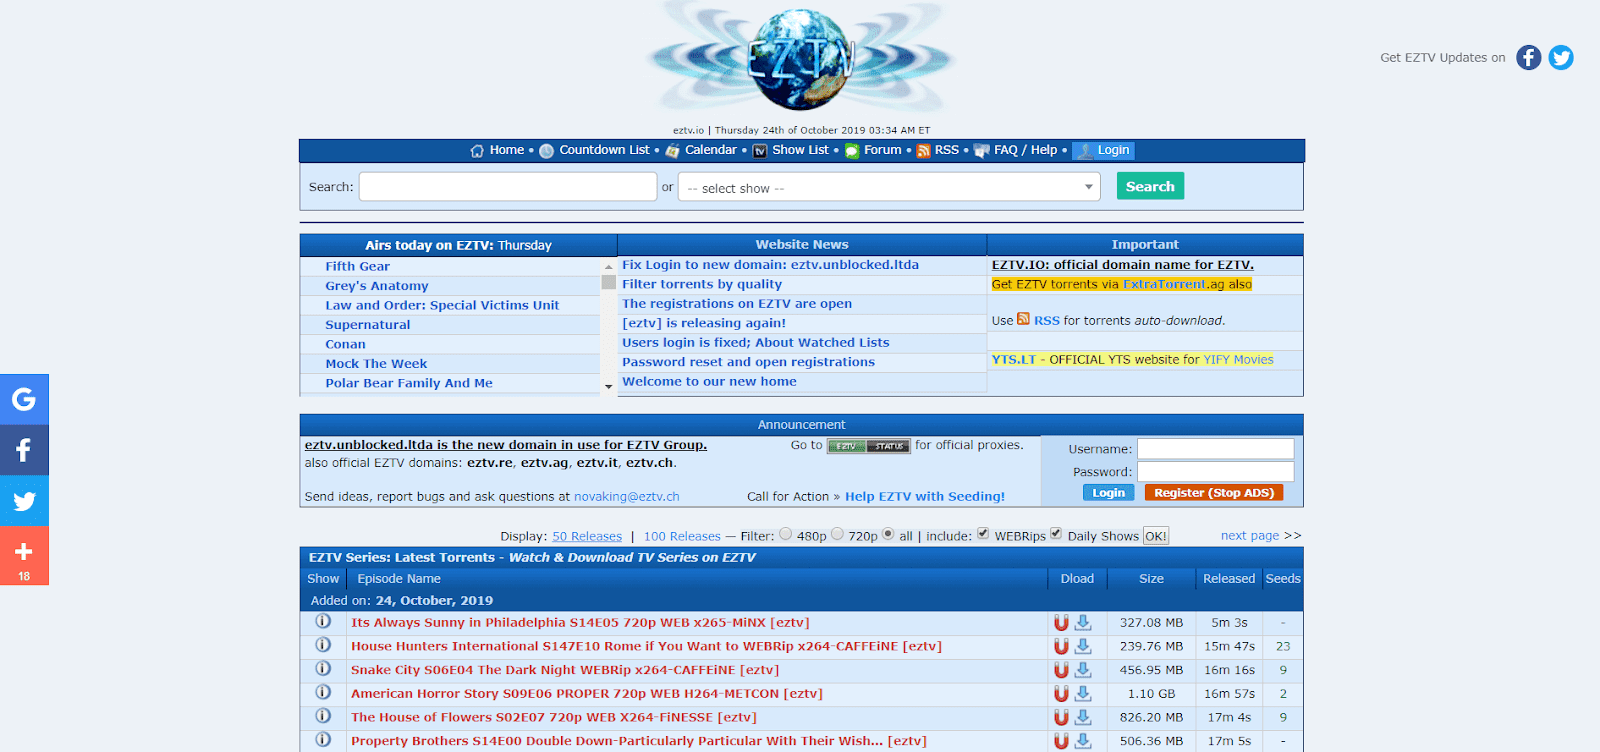 EZTV
Get EZTV Updates on
eztv.io | Thursday 24th of October 2019 03:34 AM ET
Home • Countdown List • Calendar • Show List • Forum • RSS • FAQ / Help • Login
Search: or -- select show -- Search
Airs today on EZTV: Thursday
Fifth Gear
Grey's Anatomy
Law and Order: Special Victims Unit
Supernatural
Conan
Mock The Week
Polar Bear Family And Me
Website News
Fix Login to new domain: eztv.unblocked.ltda
Filter torrents by quality
The registrations on EZTV are open
[eztv] is releasing again!
Users login is fixed; About Watched Lists
Password reset and open registrations
Welcome to our new home
Important
EZTV.IO: official domain name for EZTV.
Get EZTV torrents via ExtraTorrent.ag also
Use RSS for torrents auto-download.
YTS.LT - OFFICIAL YTS website for YIFY Movies
18
Announcement
eztv.unblocked.ltda is the new domain in use for EZTV Group.
also official EZTV domains: eztv.re, eztv.ag, eztv.it, eztv.ch.
Go to EZTV STATUS for official proxies.
Send ideas, report bugs and ask questions at novaking@eztv.ch
Call for Action » Help EZTV with Seeding!
Username:
Password:
Login Register (Stop ADS)
Display: 50 Releases | 100 Releases — Filter: 480p 720p all | include: WEBRips Daily Shows OK!
next page >>
EZTV Series: Latest Torrents - Watch & Download TV Series on EZTV
Show Episode Name Dload Size Released Seeds
Added on: 24, October, 2019
Its Always Sunny in Philadelphia S14E05 720p WEB x265-MiNX [eztv] 327.08 MB 5m 3s -
House Hunters International S147E10 Rome if You Want to WEBRip x264-CAFFEiNE [eztv] 239.76 MB 15m 47s 23
Snake City S06E04 The Dark Night WEBRip x264-CAFFEiNE [eztv] 456.95 MB 16m 16s 9
American Horror Story S09E06 PROPER 720p WEB H264-METCON [eztv] 1.10 GB 16m 57s 2
The House of Flowers S02E07 720p WEB X264-FiNESSE [eztv] 826.20 MB 17m 4s 9
Property Brothers S14E00 Double Down-Particularly Particular With Their Wish... [eztv] 506.36 MB 17m 5s -